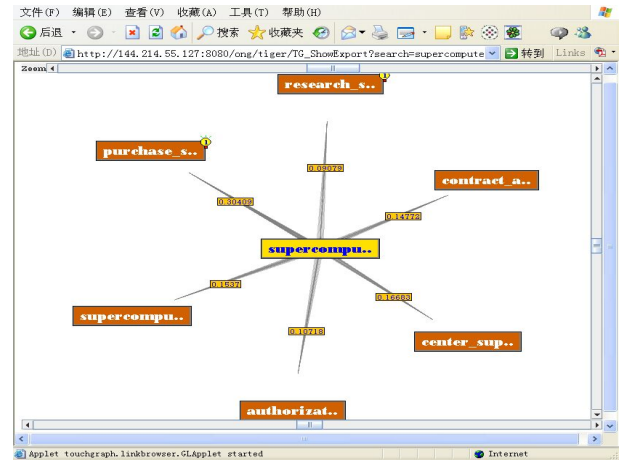 文件(F) 编辑(E) 查看(V) 收藏(A) 工具(T) 帮助(H)
后退 搜索 收藏夹
地址(D) http://144.214.55.127:8080/ong/tiger/TG_ShowExport?search=supercompute 转到 Links
Zoom
research_s..
1
purchase_s..
1
0.09079
contract_a..
0.30409
0.14772
supercompu..
0.1537
0.16683
supercompu..
0.10718
center_sup..
authorizat..
Applet touchgraph.linkbrowser.GLApplet started Internet